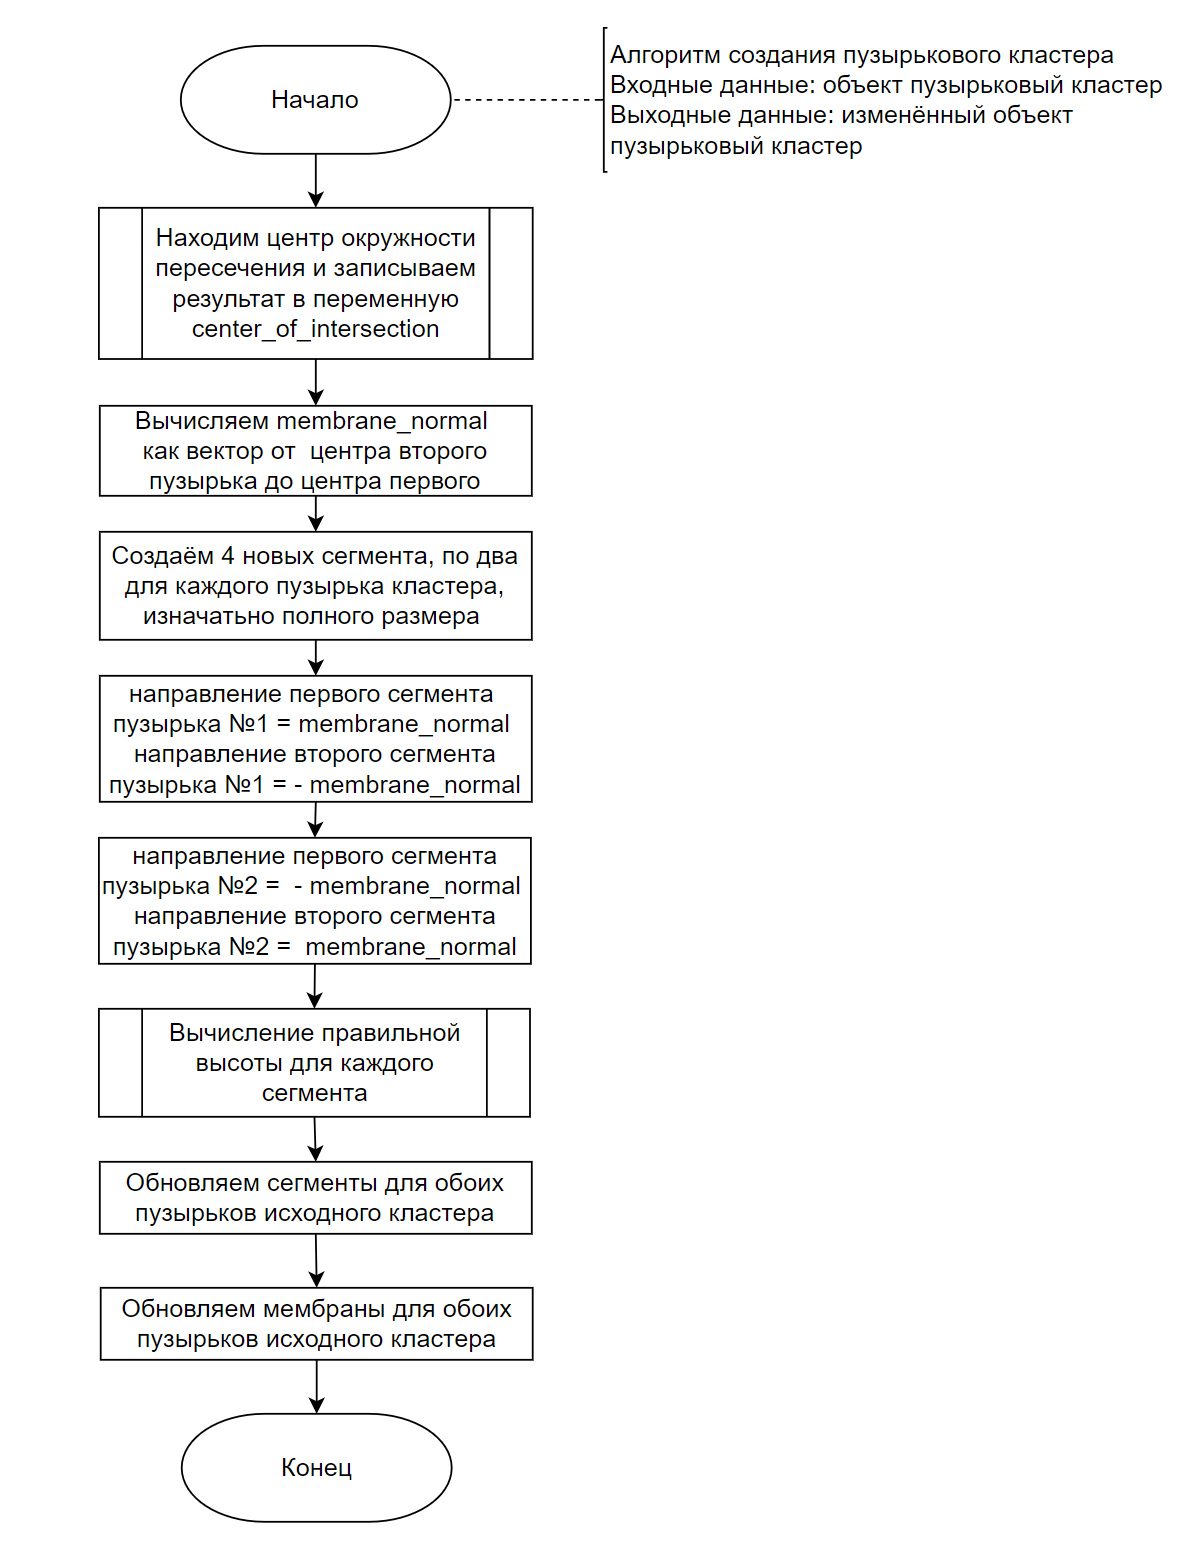 Начало
Алгоритм создания пузырькового кластера
Входные данные: объект пузырьковый кластер
Выходные данные: изменённый объект
пузырьковый кластер
Находим центр окружности
пересечения и записываем
результат в переменную
center_of_intersection
Вычисляем membrane_normal
как вектор от центра второго
пузырька до центра первого
Создаём 4 новых сегмента, по два
для каждого пузырька кластера,
изначатьно полного размера
направление первого сегмента
пузырька №1 = membrane_normal
направление второго сегмента
пузырька №1 = - membrane_normal
направление первого сегмента
пузырька №2 = - membrane_normal
направление второго сегмента
пузырька №2 = membrane_normal
Вычисление правильной
высоты для каждого
сегмента
Обновляем сегменты для обоих
пузырьков исходного кластера
Обновляем мембраны для обоих
пузырьков исходного кластера
Конец